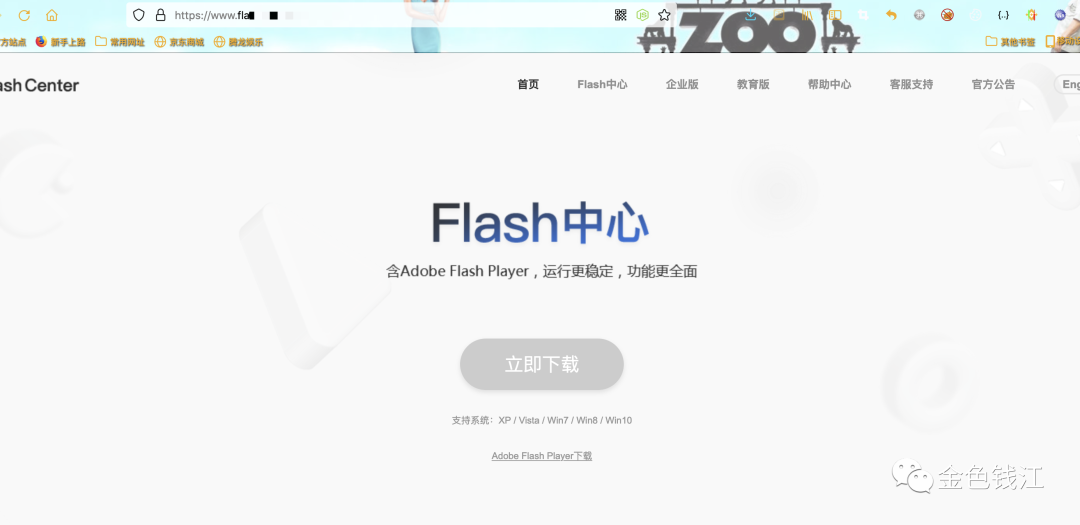 https://www.fla
ZOO
方站点 新手上路 常用网址 京东商城 腾龙娱乐 其他书签
ash Center 首页 Flash中心 企业版 教育版 帮助中心 客服支持 官方公告 Eng
Flash中心
含Adobe Flash Player，运行更稳定，功能更全面
立即下载
支持系统：XP / Vista / Win7 / Win8 / Win10
Adobe Flash Player下载
金色钱江